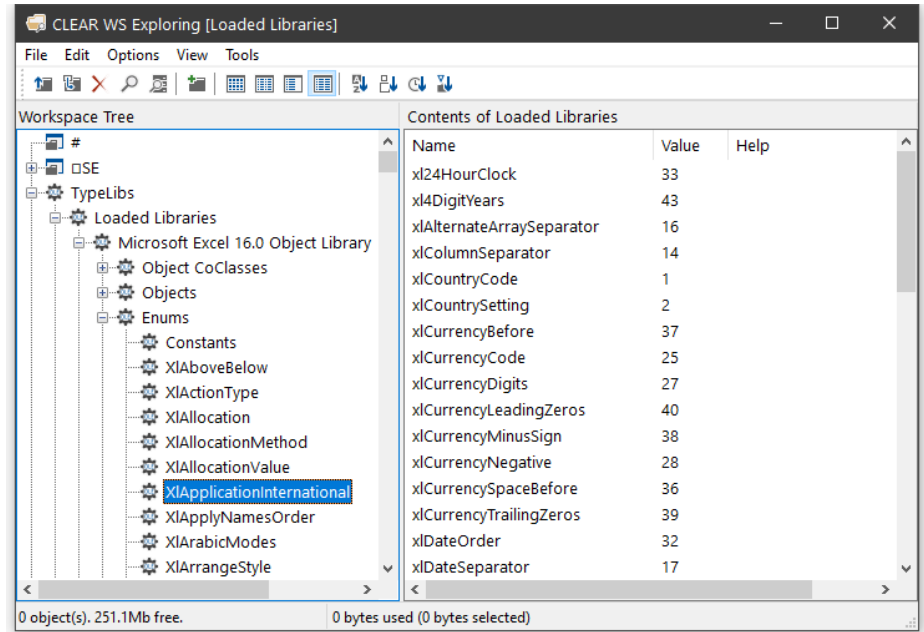 CLEAR WS Exploring [Loaded Libraries]
File Edit Options View Tools
Workspace Tree
#
⎕SE
TypeLibs
Loaded Libraries
Microsoft Excel 16.0 Object Library
Object CoClasses
Objects
Enums
Constants
XlAboveBelow
XlActionType
XlAllocation
XlAllocationMethod
XlAllocationValue
XlApplicationInternational
XlApplyNamesOrder
XlArabicModes
XlArrangeStyle
Contents of Loaded Libraries
Name Value Help
xl24HourClock 33
xl4DigitYears 43
xlAlternateArraySeparator 16
xlColumnSeparator 14
xlCountryCode 1
xlCountrySetting 2
xlCurrencyBefore 37
xlCurrencyCode 25
xlCurrencyDigits 27
xlCurrencyLeadingZeros 40
xlCurrencyMinusSign 38
xlCurrencyNegative 28
xlCurrencySpaceBefore 36
xlCurrencyTrailingZeros 39
xlDateOrder 32
xlDateSeparator 17
0 object(s). 251.1Mb free. 0 bytes used (0 bytes selected)